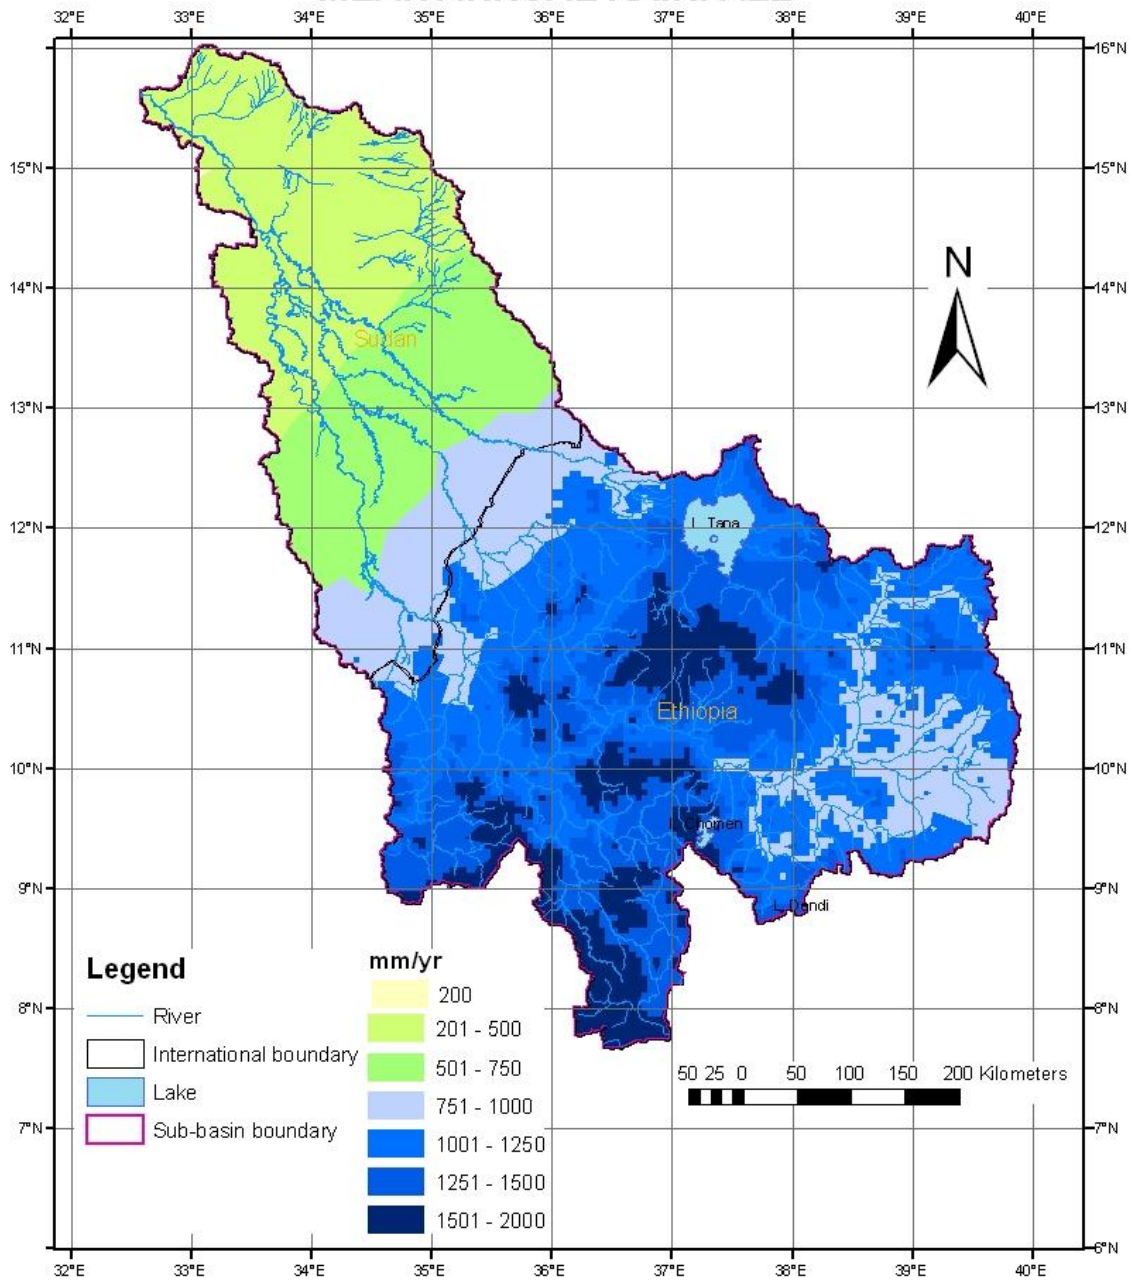 32°E 33°E 34°E 35°E 36°E 37°E 38°E 39°E 40°E
16°N 16°N
15°N 15°N
N
14°N 14°N
Sudan
13°N 13°N
L. Tana
12°N 12°N
11°N 11°N
Ethiopia
10°N 10°N
L. Chomen
9°N 9°N
L. Dendi
Legend
River
International boundary
Lake
Sub-basin boundary
mm/yr
200
201 - 500
501 - 750
751 - 1000
1001 - 1250
1251 - 1500
1501 - 2000
8°N 8°N
50 25 0 50 100 150 200 Kilometers
7°N 7°N
6°N
32°E 33°E 34°E 35°E 36°E 37°E 38°E 39°E 40°E